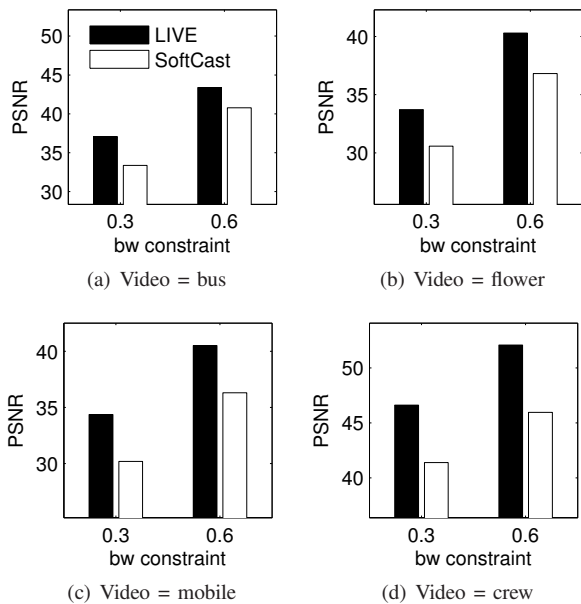 50
45
40
35
30
PSNR
LIVE
SoftCast
0.3 0.6
bw constraint
(a) Video = bus
40
35
30
PSNR
0.3 0.6
bw constraint
(b) Video = flower
40
35
30
PSNR
0.3 0.6
bw constraint
(c) Video = mobile
50
45
40
PSNR
0.3 0.6
bw constraint
(d) Video = crew